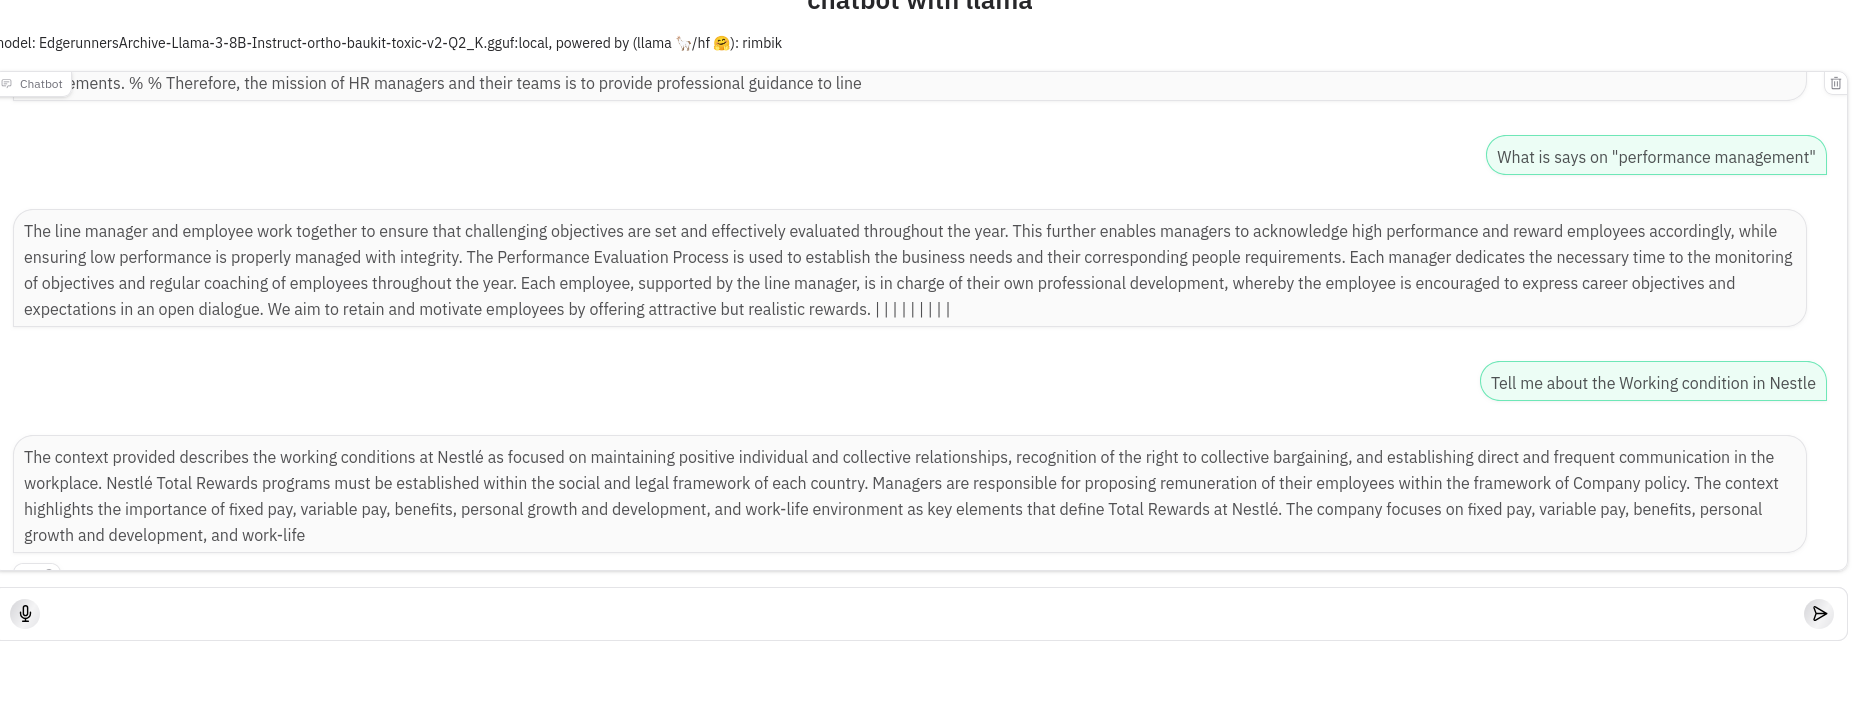 chatbot with llama
model: EdgerunnersArchive-Llama-3-8B-Instruct-ortho-baukit-toxic-v2-Q2_K.gguf:local, powered by (llama 🦙/hf 🤗): rimbik
Chatbot
ements. % % Therefore, the mission of HR managers and their teams is to provide professional guidance to line
What is says on "performance management"
The line manager and employee work together to ensure that challenging objectives are set and effectively evaluated throughout the year. This further enables managers to acknowledge high performance and reward employees accordingly, while
ensuring low performance is properly managed with integrity. The Performance Evaluation Process is used to establish the business needs and their corresponding people requirements. Each manager dedicates the necessary time to the monitoring
of objectives and regular coaching of employees throughout the year. Each employee, supported by the line manager, is in charge of their own professional development, whereby the employee is encouraged to express career objectives and
expectations in an open dialogue. We aim to retain and motivate employees by offering attractive but realistic rewards. | | | | | | | | |
Tell me about the Working condition in Nestle
The context provided describes the working conditions at Nestlé as focused on maintaining positive individual and collective relationships, recognition of the right to collective bargaining, and establishing direct and frequent communication in the
workplace. Nestlé Total Rewards programs must be established within the social and legal framework of each country. Managers are responsible for proposing remuneration of their employees within the framework of Company policy. The context
highlights the importance of fixed pay, variable pay, benefits, personal growth and development, and work-life environment as key elements that define Total Rewards at Nestlé. The company focuses on fixed pay, variable pay, benefits, personal
growth and development, and work-life